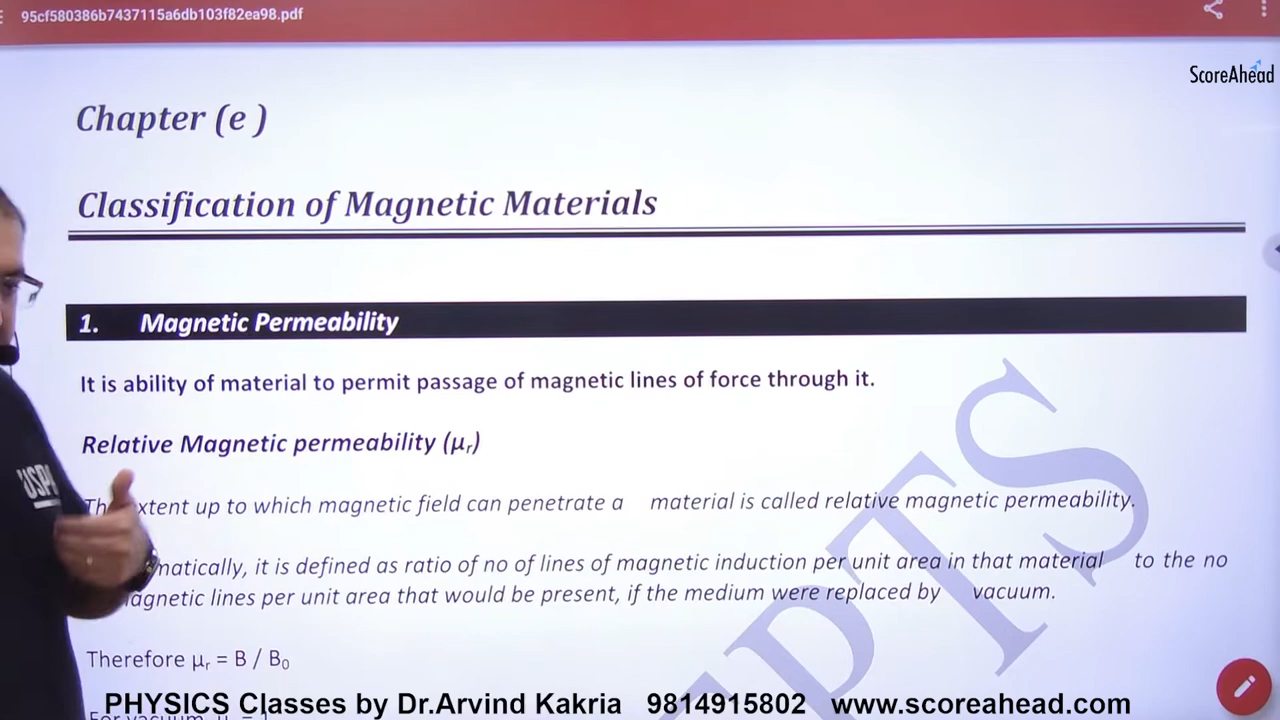 95cf580386b7437115a6db103f82ea98.pdf
ScoreAhead
Chapter (e )
Classification of Magnetic Materials
1. Magnetic Permeability
It is ability of material to permit passage of magnetic lines of force through it.
Relative Magnetic permeability (μr)
extent up to which magnetic field can penetrate a material is called relative magnetic permeability.
matically, it is defined as ratio of no of lines of magnetic induction per unit area in that material to the no
agnetic lines per unit area that would be present, if the medium were replaced by vacuum.
Therefore μr = B / B0
PHYSICS Classes by Dr.Arvind Kakria 9814915802 www.scoreahead.com